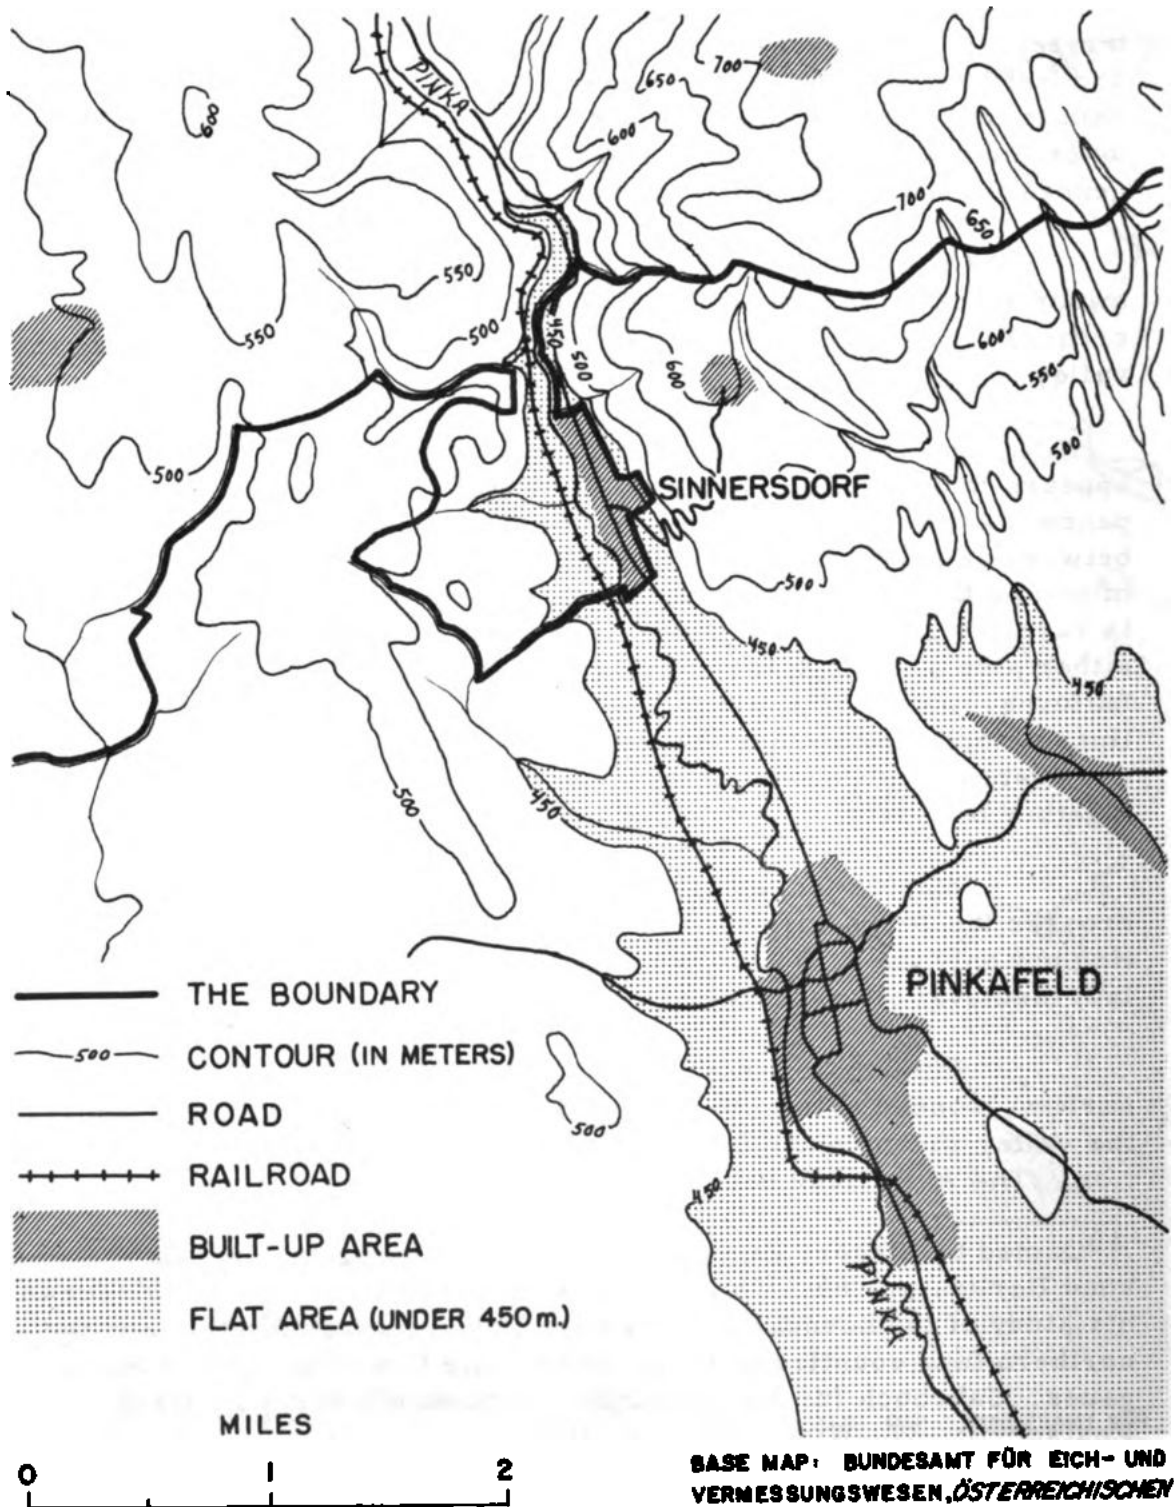 PINKA
700
650
600
600
700
650
550
550
500
450
500
600
600
550
500
500
SINNERSDORF
500
450
450
500
450
PINKAFELD
THE BOUNDARY
500
CONTOUR (IN METERS)
ROAD
500
RAILROAD
450
BUILT-UP AREA
PINKA
FLAT AREA (UNDER 450 m.)
MILES
0 1 2
BASE MAP: BUNDESAMT FÜR EICH- UND
VERMESSUNGSWESEN, ÖSTERREICHISCHEN